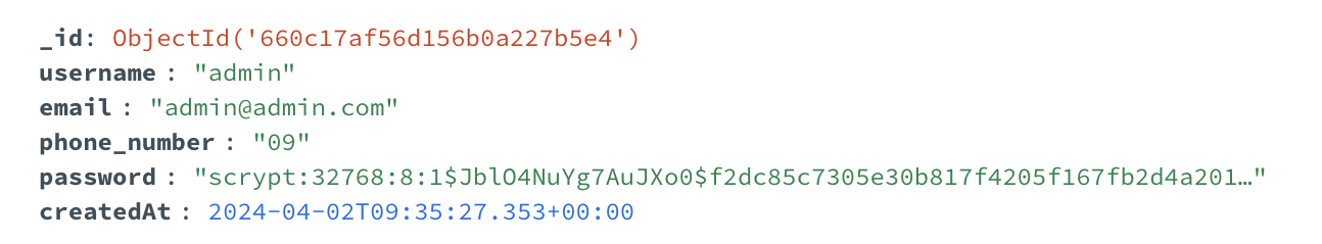 _id: ObjectId('660c17af56d156b0a227b5e4')
username : "admin"
email : "admin@admin.com"
phone_number : "09"
password : "scrypt:32768:8:1$JblO4NuYg7AuJXo0$f2dc85c7305e30b817f4205f167fb2d4a201…"
createdAt : 2024-04-02T09:35:27.353+00:00